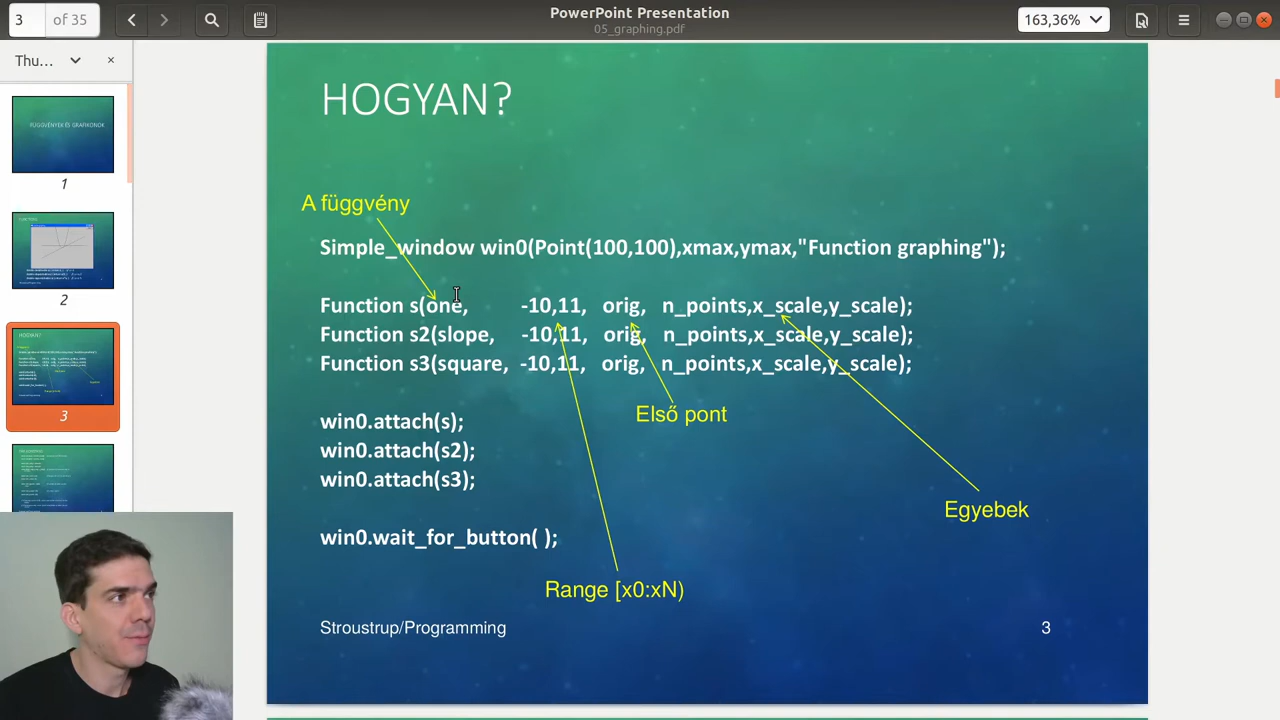 3 of 35
PowerPoint Presentation
05_graphing.pdf
163,36%
Thu...
FÜGGVÉNYEK ÉS GRAFIKONOK
1
2
3
HOGYAN?
A függvény
Simple_window win0(Point(100,100),xmax,ymax,"Function graphing");
Function s(one, -10,11, orig, n_points,x_scale,y_scale);
Function s2(slope, -10,11, orig, n_points,x_scale,y_scale);
Function s3(square, -10,11, orig, n_points,x_scale,y_scale);
Első pont
win0.attach(s);
win0.attach(s2);
win0.attach(s3);
Egyebek
win0.wait_for_button( );
Range [x0:xN)
Stroustrup/Programming
3